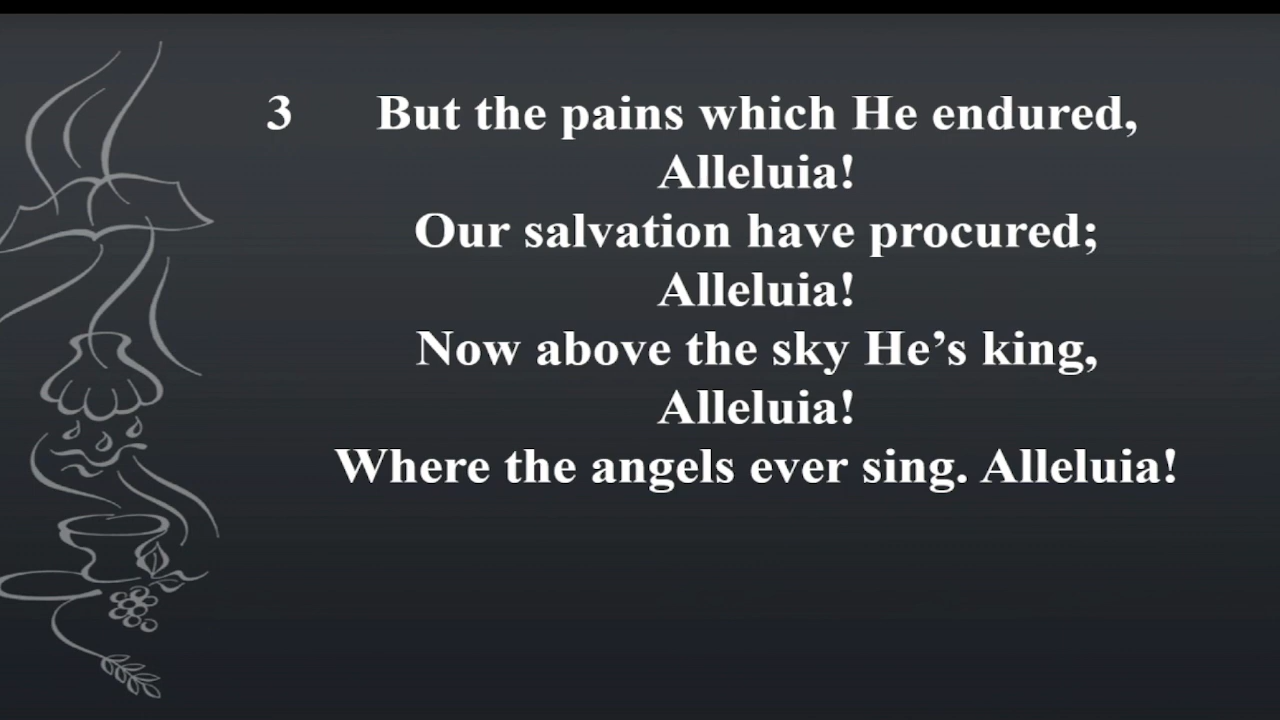 3 But the pains which He endured,
Alleluia!
Our salvation have procured;
Alleluia!
Now above the sky He’s king,
Alleluia!
Where the angels ever sing. Alleluia!